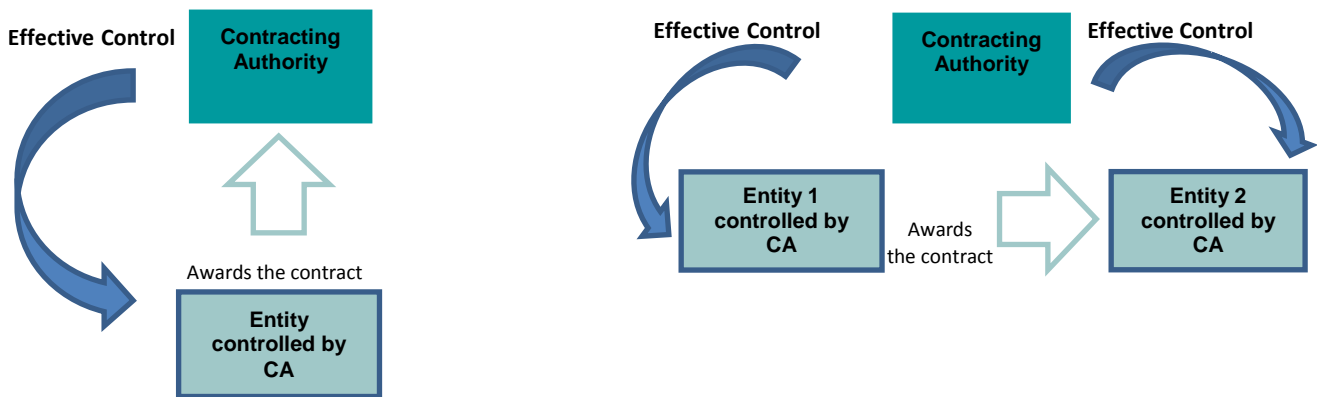 Effective Control
Contracting
Authority
Awards the contract
Entity
controlled by
CA
Effective Control
Contracting
Authority
Effective Control
Entity 1
controlled by
CA
Awards
the contract
Entity 2
controlled by
CA